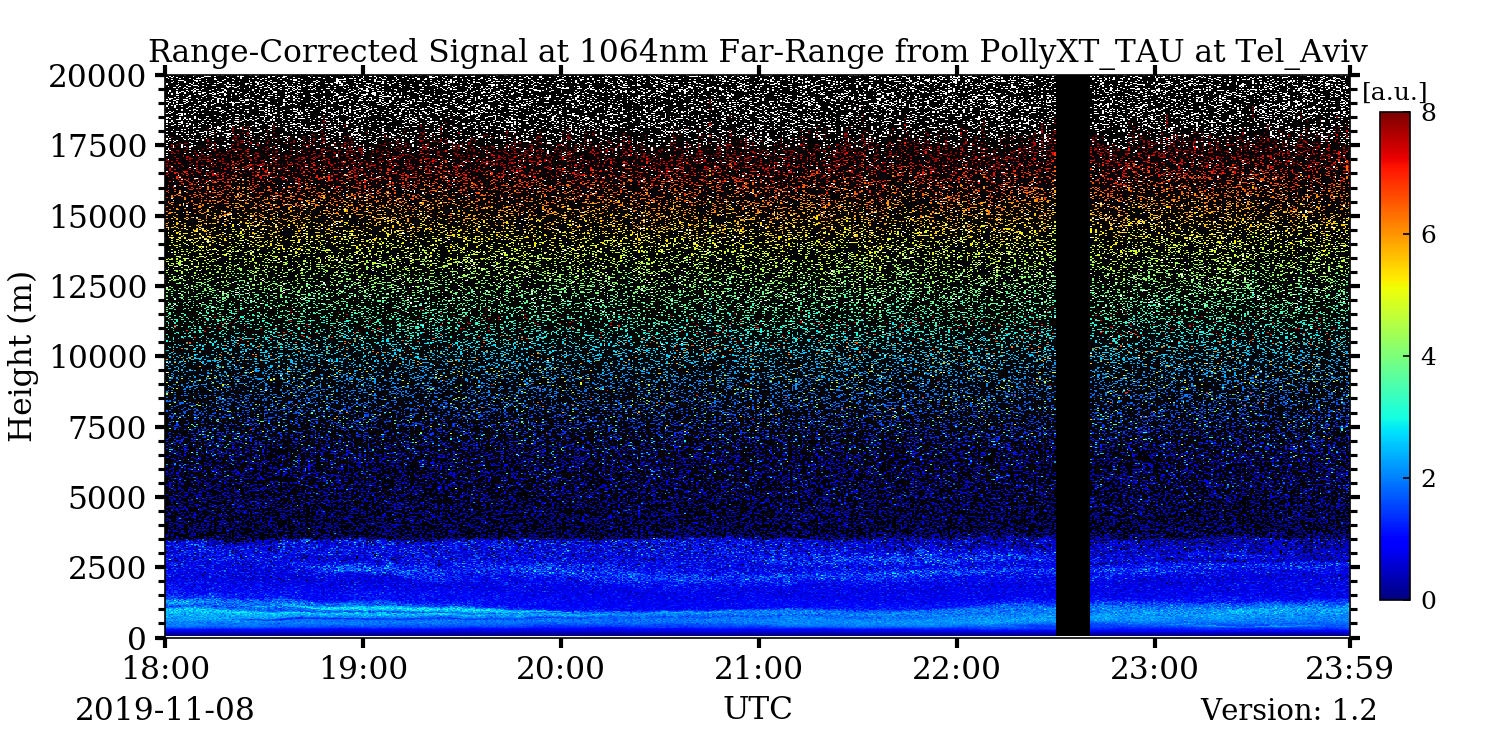 Range-Corrected Signal at 1064nm Far-Range from PollyXT_TAU at Tel_Aviv
[a.u.]
20000
17500
15000
12500
10000
7500
5000
2500
0
Height (m)
8
6
4
2
0
18:00 19:00 20:00 21:00 22:00 23:00 23:59
2019-11-08 UTC Version: 1.2